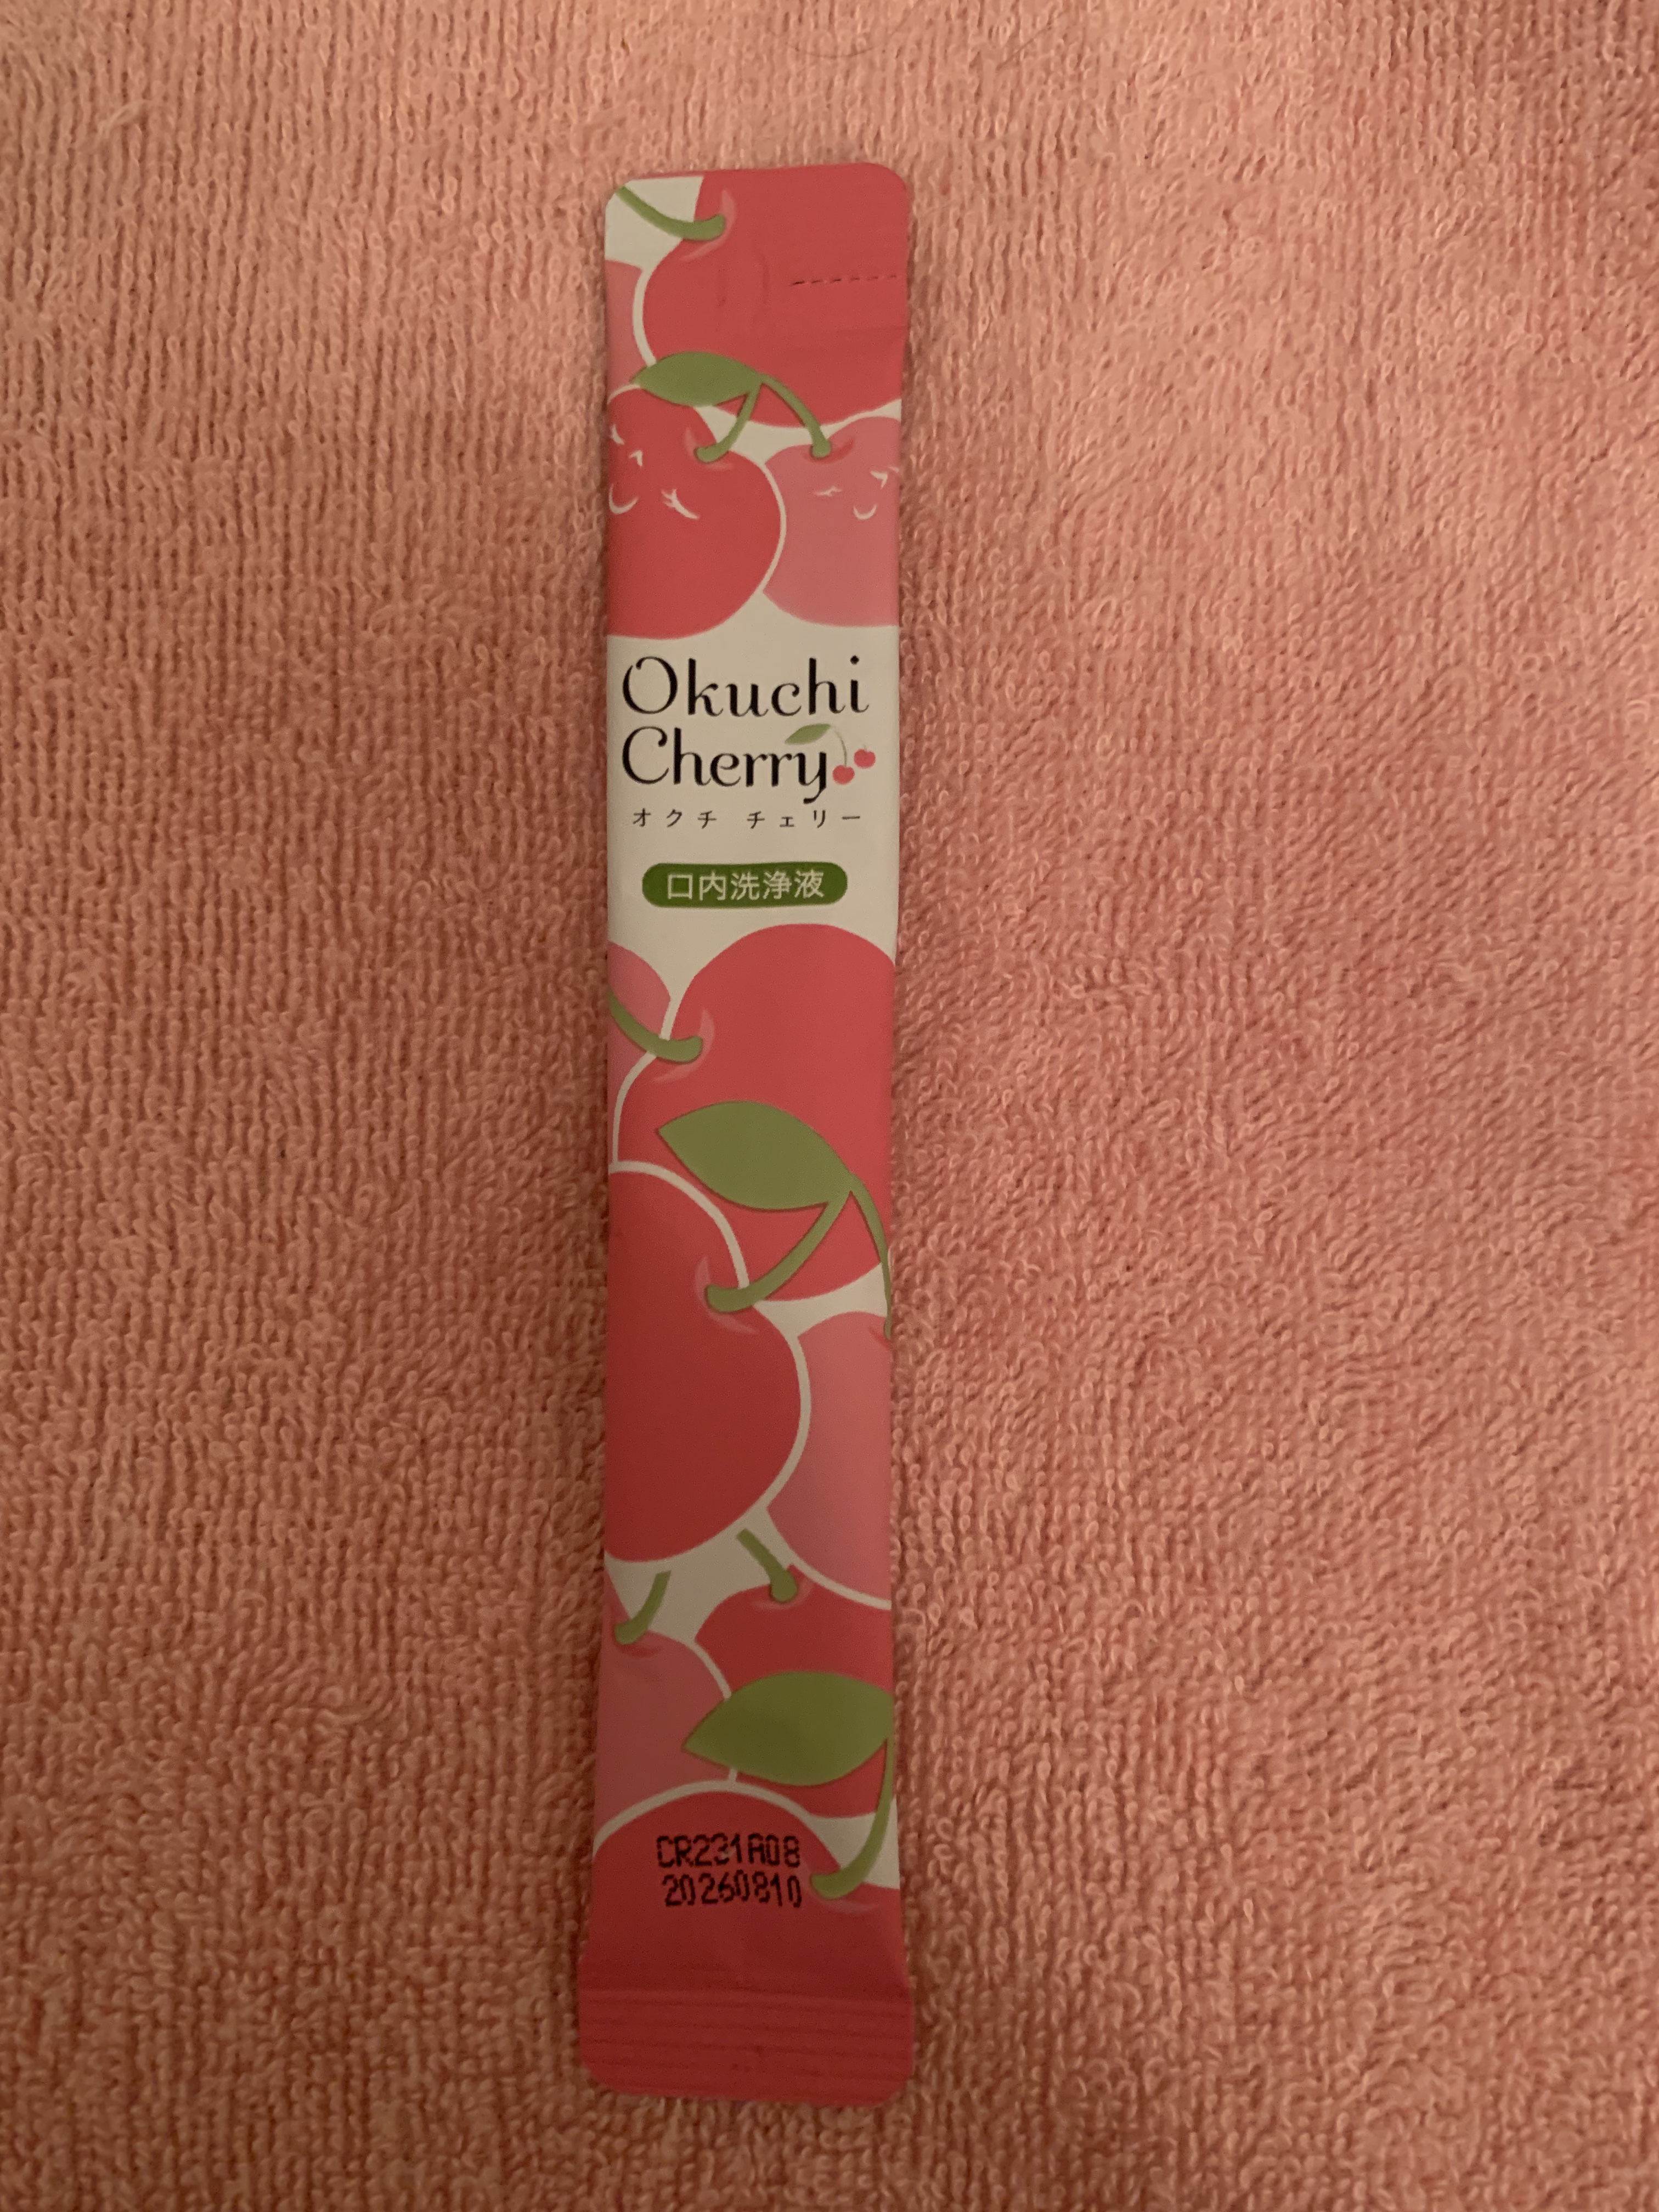 Okuchi
Cherry
オクチ チェリー
口内洗浄液
CR231A08
20260810